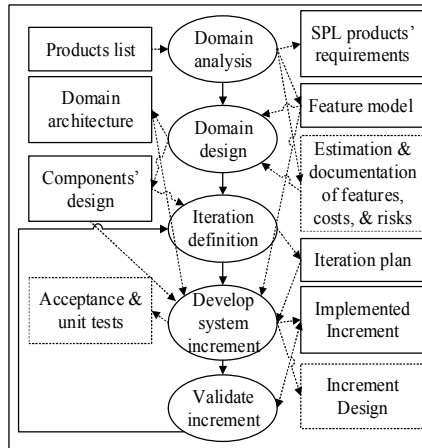 Products list
Domain
analysis
SPL products'
requirements
Domain
architecture
Feature model
Domain
design
Estimation &
documentation
of features,
costs, & risks
Components'
design
Iteration
definition
Iteration plan
Acceptance &
unit tests
Develop
system
increment
Implemented
Increment
Validate
increment
Increment
Design